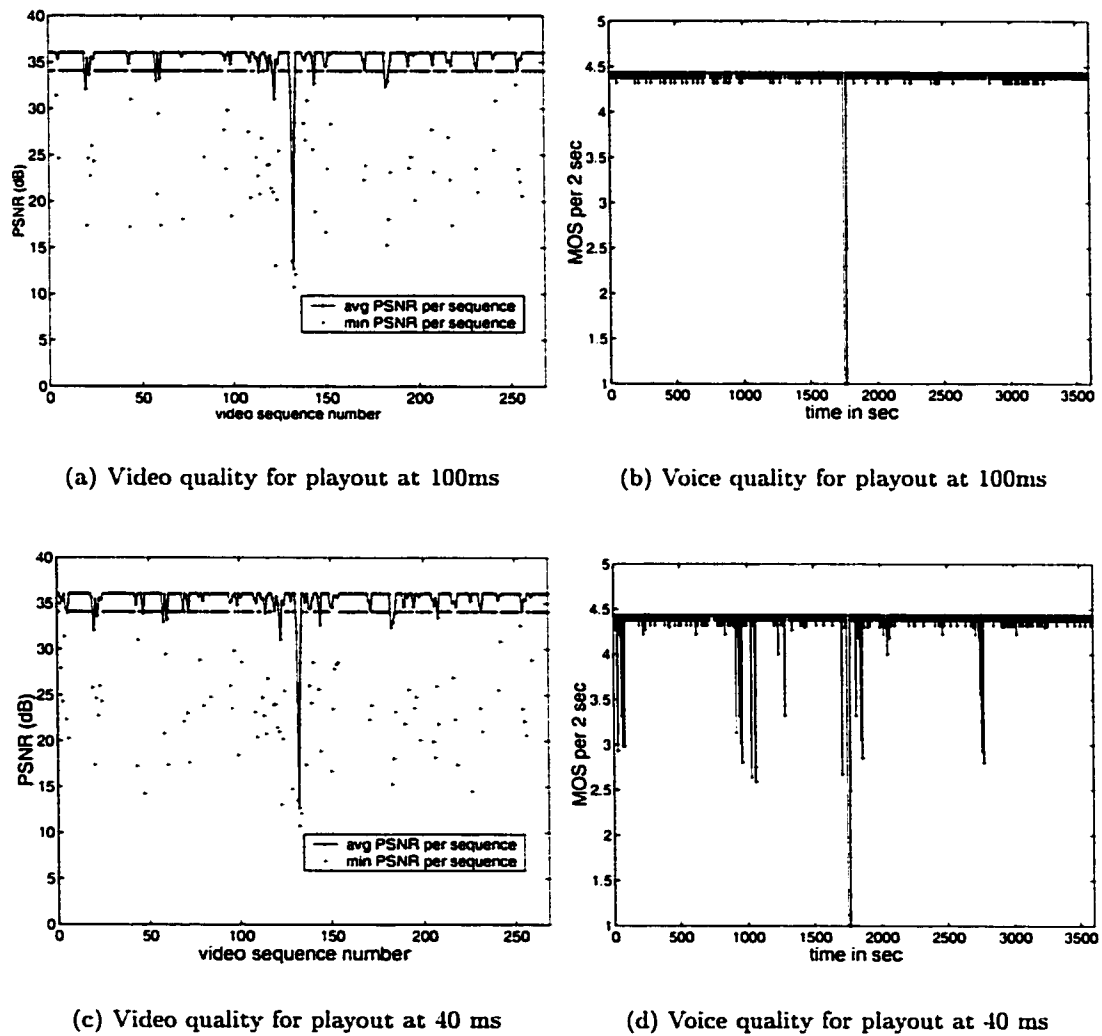 40
35
30
25
20
15
10
5
0
PSNR (dB)
0 50 100 150 200 250
video sequence number
avg PSNR per sequence
min PSNR per sequence
5
4.5
4
3.5
3
2.5
2
1.5
1
MOS per 2 sec
0 500 1000 1500 2000 2500 3000 3500
time in sec
(a) Video quality for playout at 100ms
(b) Voice quality for playout at 100ms
40
35
30
25
20
15
10
5
0
PSNR (dB)
0 50 100 150 200 250
video sequence number
avg PSNR per sequence
min PSNR per sequence
5
4.5
4
3.5
3
2.5
2
1.5
1
MOS per 2 sec
0 500 1000 1500 2000 2500 3000 3500
time in sec
(c) Video quality for playout at 40 ms
(d) Voice quality for playout at 40 ms